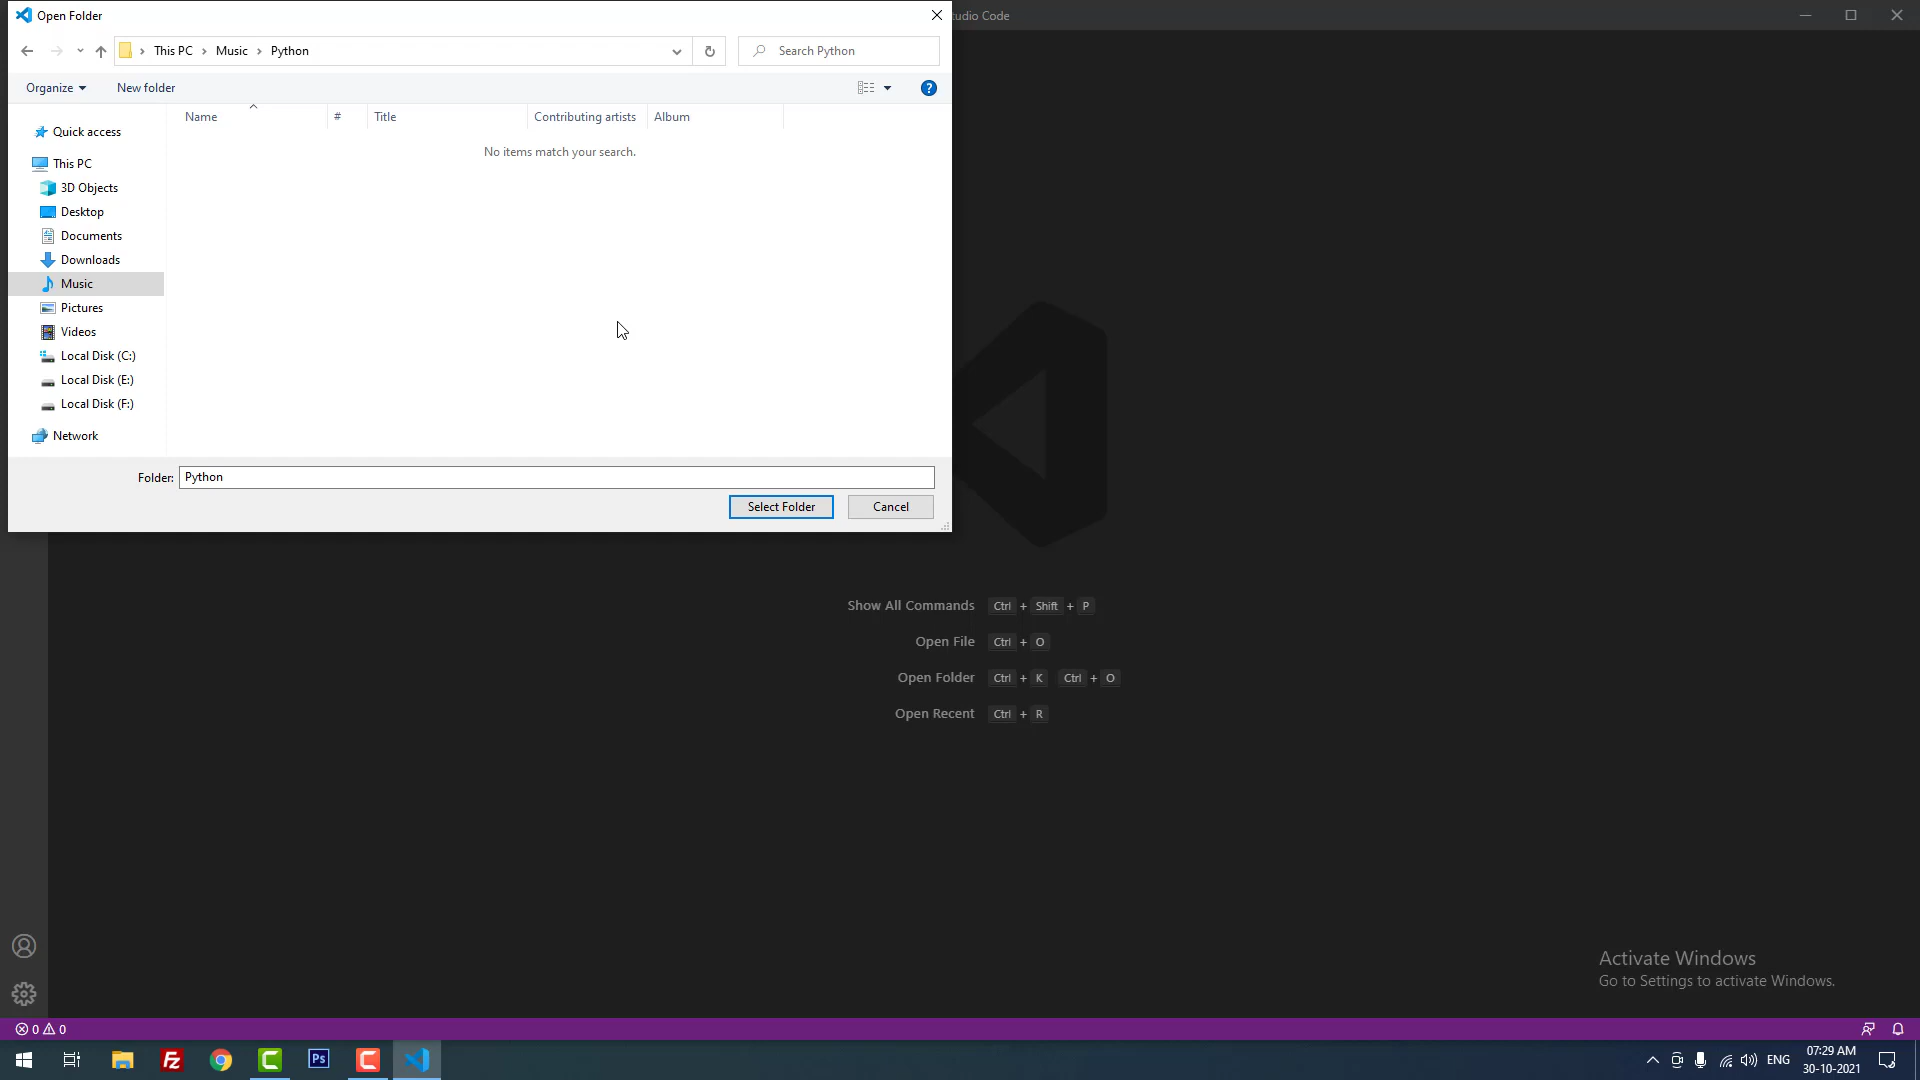 Open Folder
tudio Code
This PC > Music > Python
Search Python
Organize
New folder
Name
#
Title
Contributing artists
Album
No items match your search.
Quick access
This PC
3D Objects
Desktop
Documents
Downloads
Music
Pictures
Videos
Local Disk (C:)
Local Disk (E:)
Local Disk (F:)
Network
Folder: Python
Select Folder
Cancel
Show All Commands Ctrl + Shift + P
Open File Ctrl + O
Open Folder Ctrl + K Ctrl + O
Open Recent Ctrl + R
Activate Windows
Go to Settings to activate Windows.
0 0
Fz
Ps
ENG
07:29 AM
30-10-2021